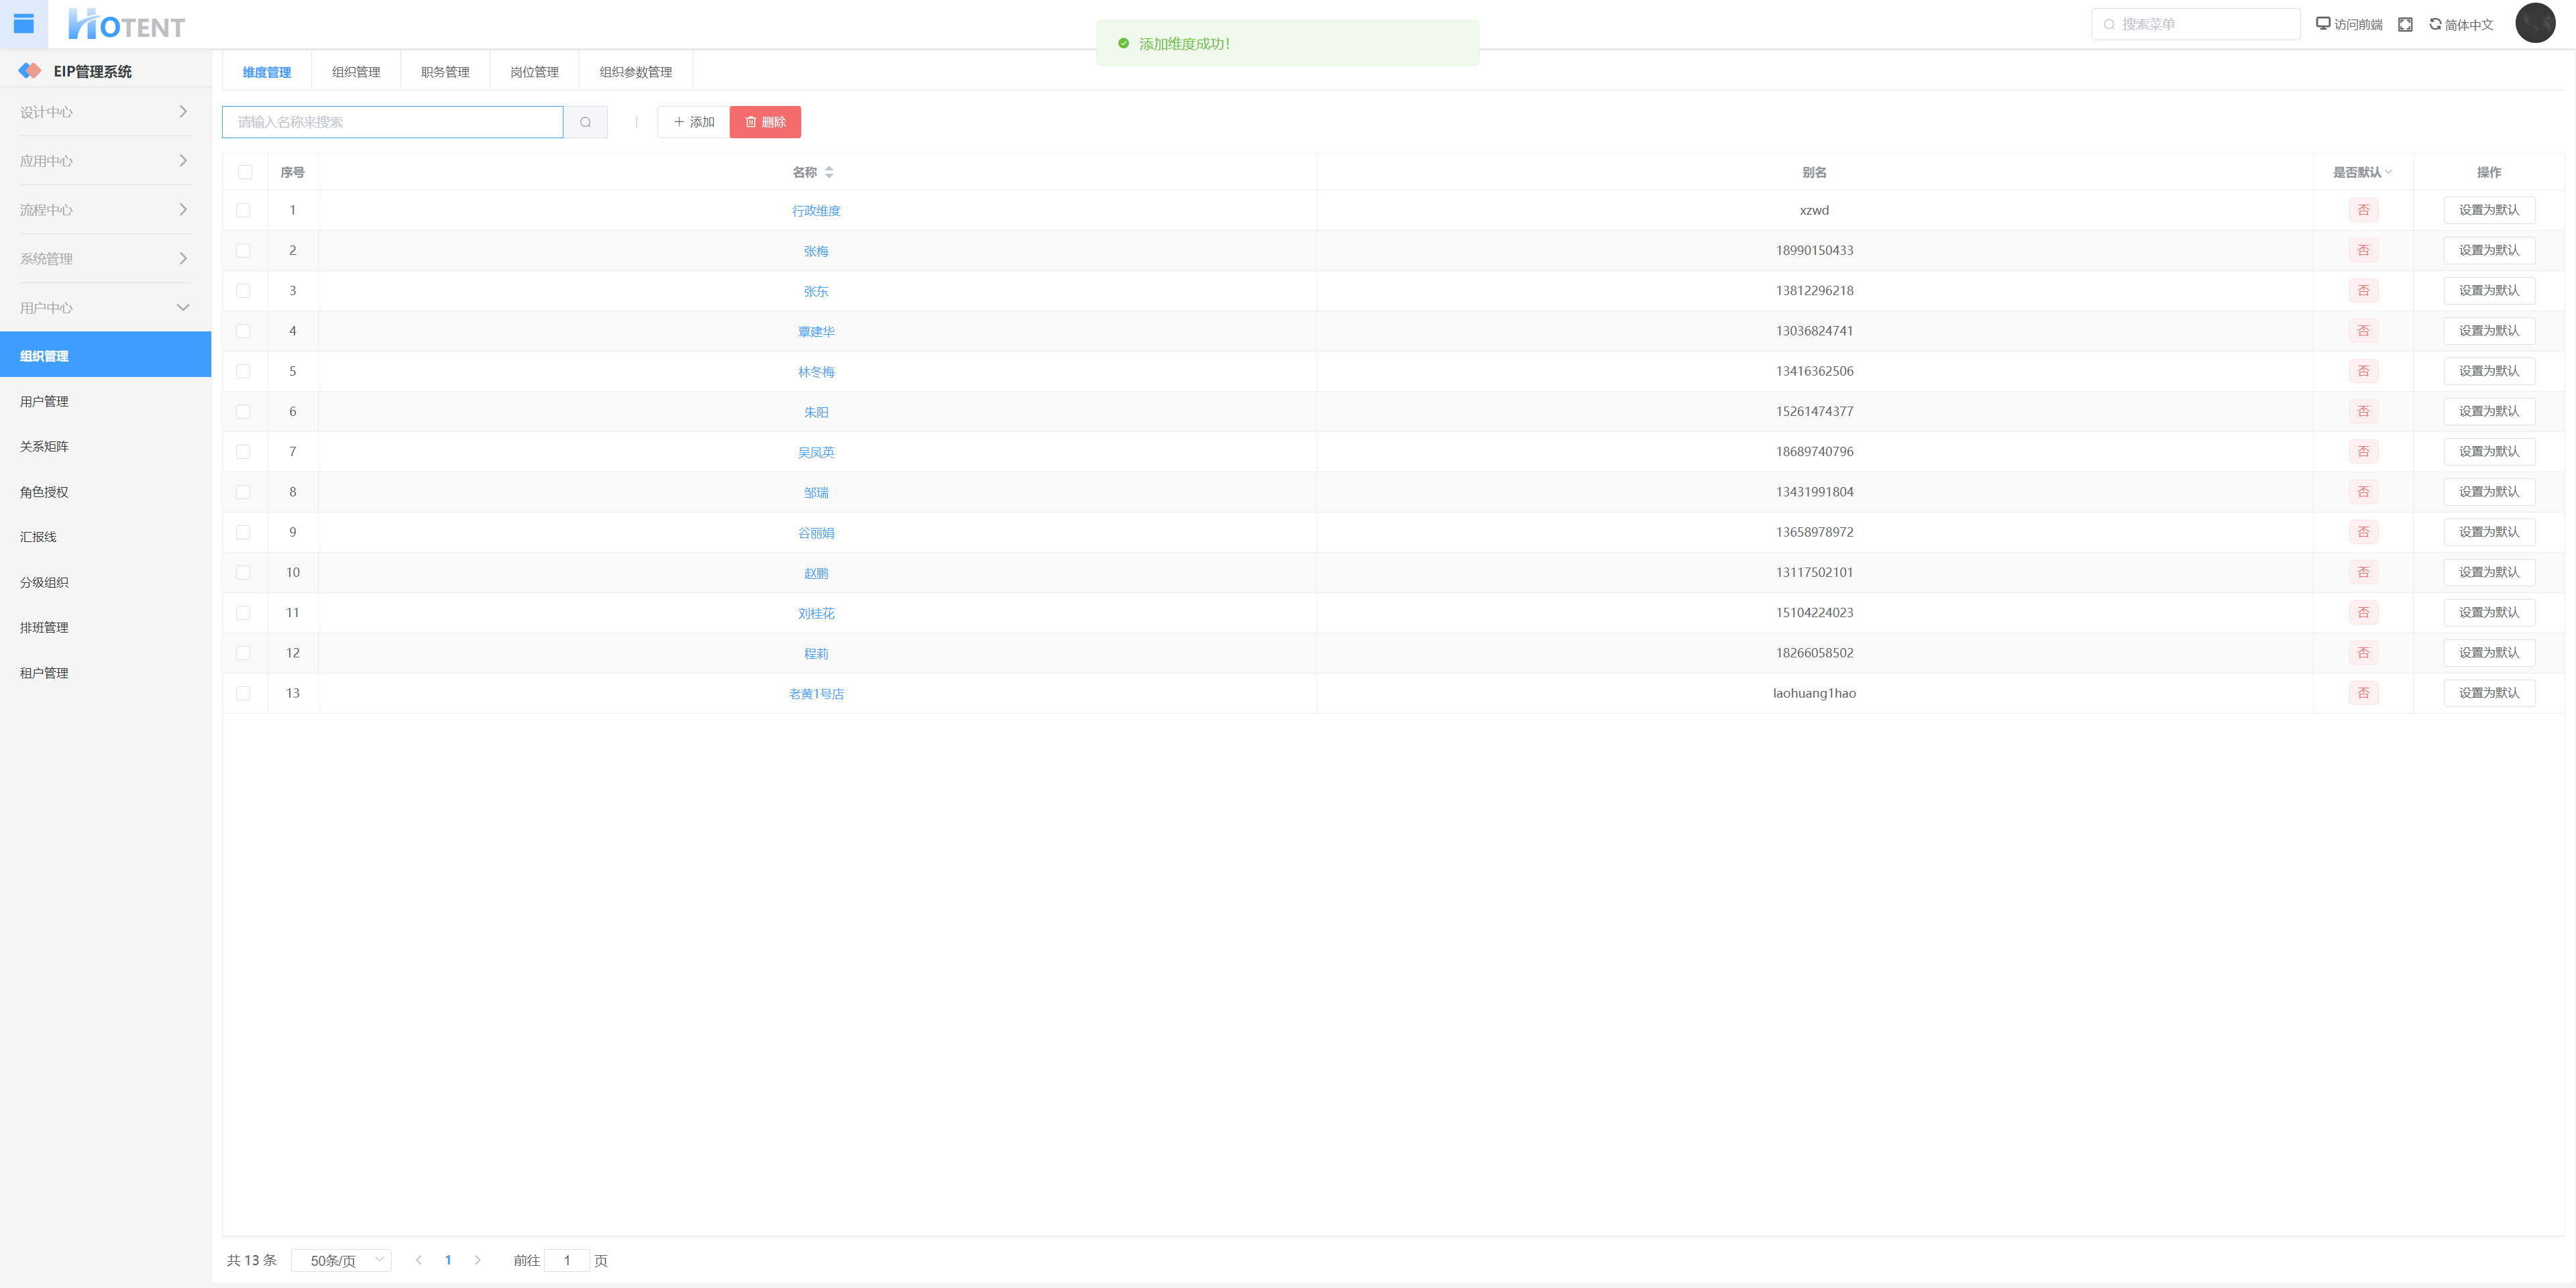 HOTENT
添加维度成功!
搜索菜单
访问前端
简体中文
EIP管理系统
维度管理 组织管理 职务管理 岗位管理 组织参数管理
设计中心
应用中心
流程中心
系统管理
用户中心
组织管理
用户管理
关系矩阵
角色授权
汇报线
分级组织
排班管理
租户管理
请输入名称来搜索 | 添加 删除
序号 名称 别名 是否默认 操作
1 行政维度 xzwd 否 设置为默认
2 张梅 18990150433 否 设置为默认
3 张东 13812296218 否 设置为默认
4 覃建华 13036824741 否 设置为默认
5 林冬梅 13416362506 否 设置为默认
6 朱阳 15261474377 否 设置为默认
7 吴凤英 18689740796 否 设置为默认
8 邹瑞 13431991804 否 设置为默认
9 谷丽娟 13658978972 否 设置为默认
10 赵鹏 13117502101 否 设置为默认
11 刘桂花 15104224023 否 设置为默认
12 程莉 18266058502 否 设置为默认
13 老黄1号店 laohuang1hao 否 设置为默认
共 13 条 50条/页 1 前往 1 页